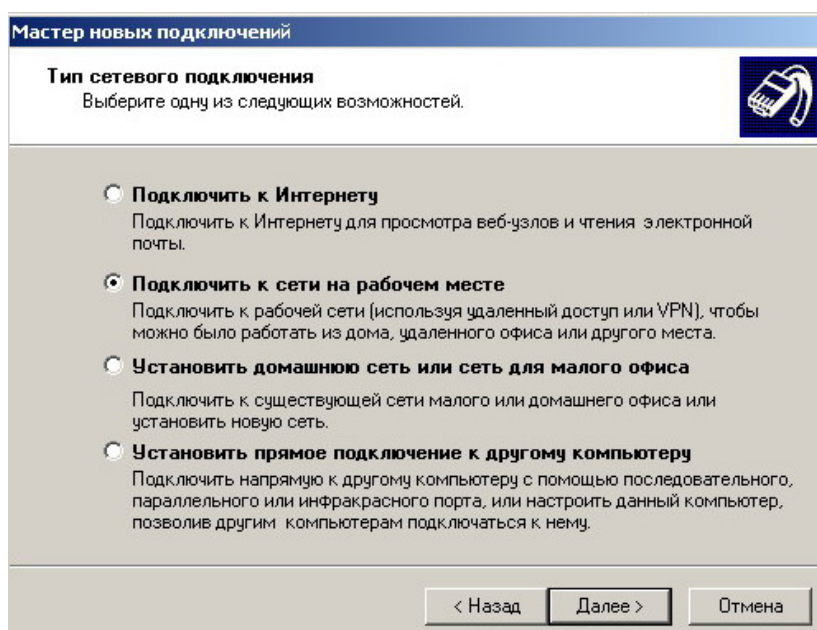 Мастер новых подключений
Тип сетевого подключения
Выберите одну из следующих возможностей.
Подключить к Интернету
Подключить к Интернету для просмотра веб-узлов и чтения электронной
почты.
Подключить к сети на рабочем месте
Подключить к рабочей сети (используя удаленный доступ или VPN), чтобы
можно было работать из дома, удаленного офиса или другого места.
Установить домашнюю сеть или сеть для малого офиса
Подключить к существующей сети малого или домашнего офиса или
установить новую сеть.
Установить прямое подключение к другому компьютеру
Подключить напрямую к другому компьютеру с помощью последовательного,
параллельного или инфракрасного порта, или настроить данный компьютер,
позволив другим компьютерам подключаться к нему.
< Назад Далее > Отмена